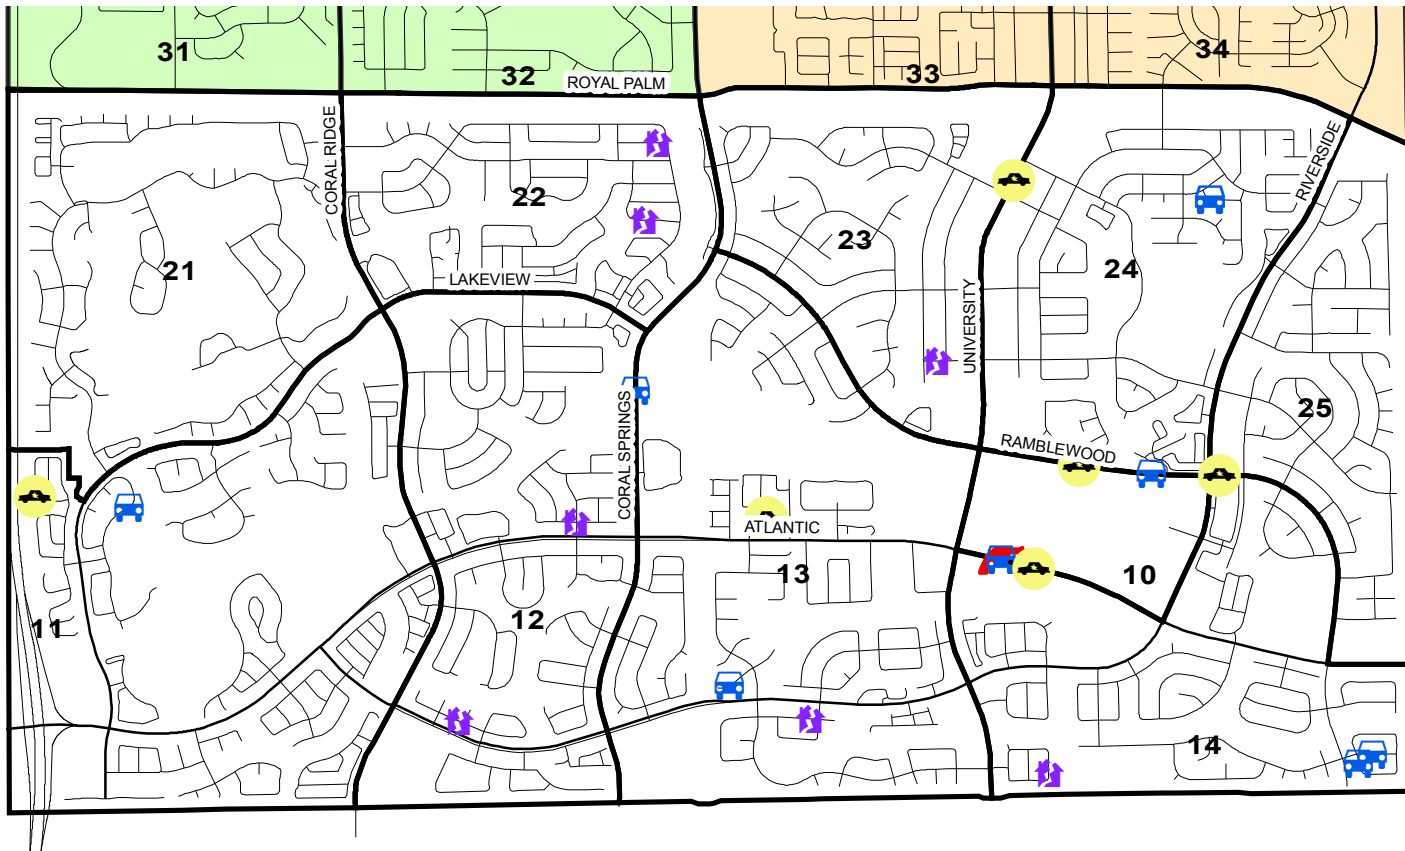 31
32
33
34
ROYAL PALM
CORAL RIDGE
RIVERSIDE
22
23
21
24
LAKEVIEW
UNIVERSITY
25
CORAL SPRINGS
RAMBLEWOOD
ATLANTIC
13
10
12
11
14